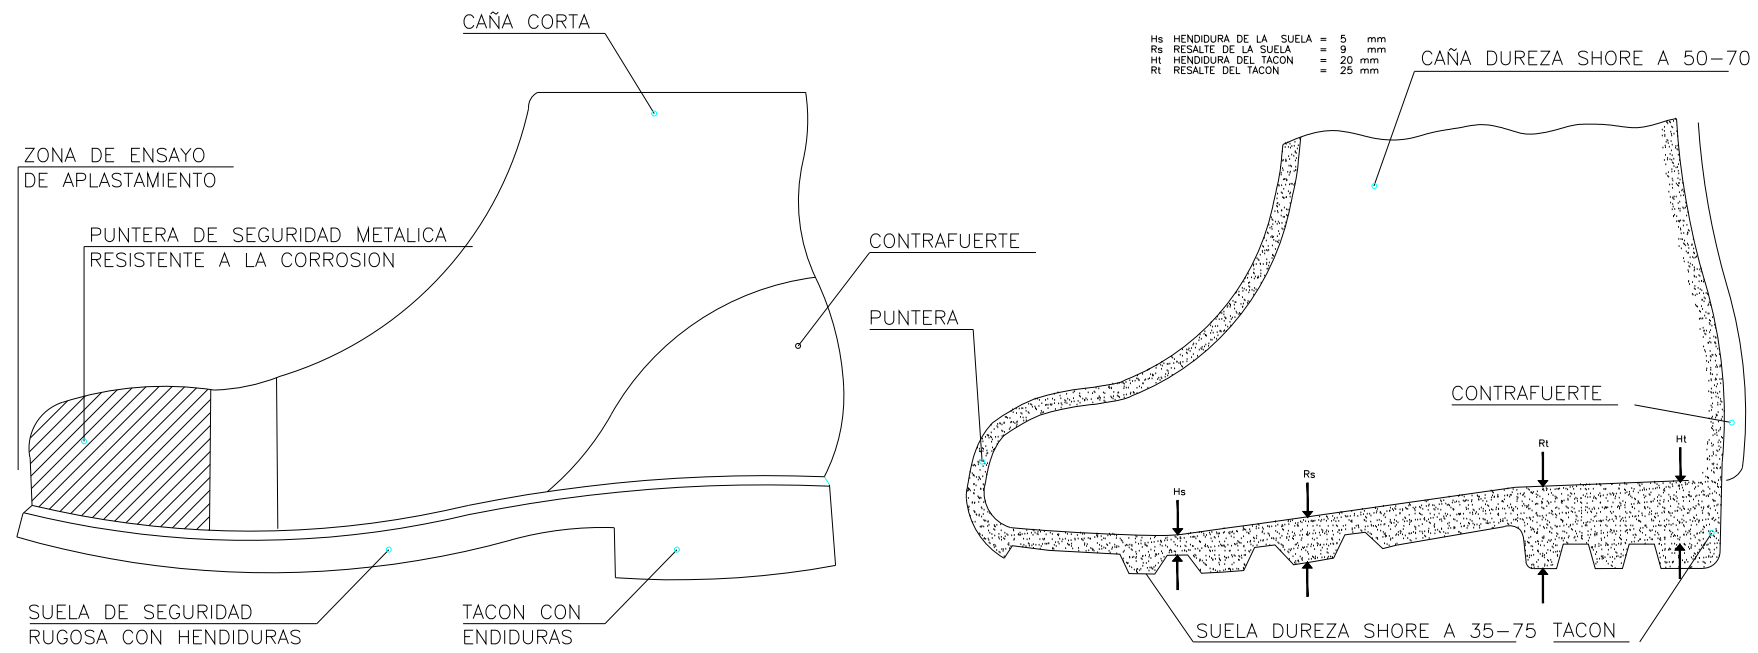 CAÑA CORTA
ZONA DE ENSAYO
DE APLASTAMIENTO
PUNTERA DE SEGURIDAD METALICA
RESISTENTE A LA CORROSION
CONTRAFUERTE
SUELA DE SEGURIDAD
RUGOSA CON HENDIDURAS
TACON CON
ENDIDURAS
Hs HENDIDURA DE LA SUELA = 5 mm
Rs RESALTE DE LA SUELA = 9 mm
Ht HENDIDURA DEL TACON = 20 mm
Rt RESALTE DEL TACON = 25 mm
CAÑA DUREZA SHORE A 50-70
PUNTERA
CONTRAFUERTE
Rt
Ht
Rs
Hs
SUELA DUREZA SHORE A 35-75
TACON